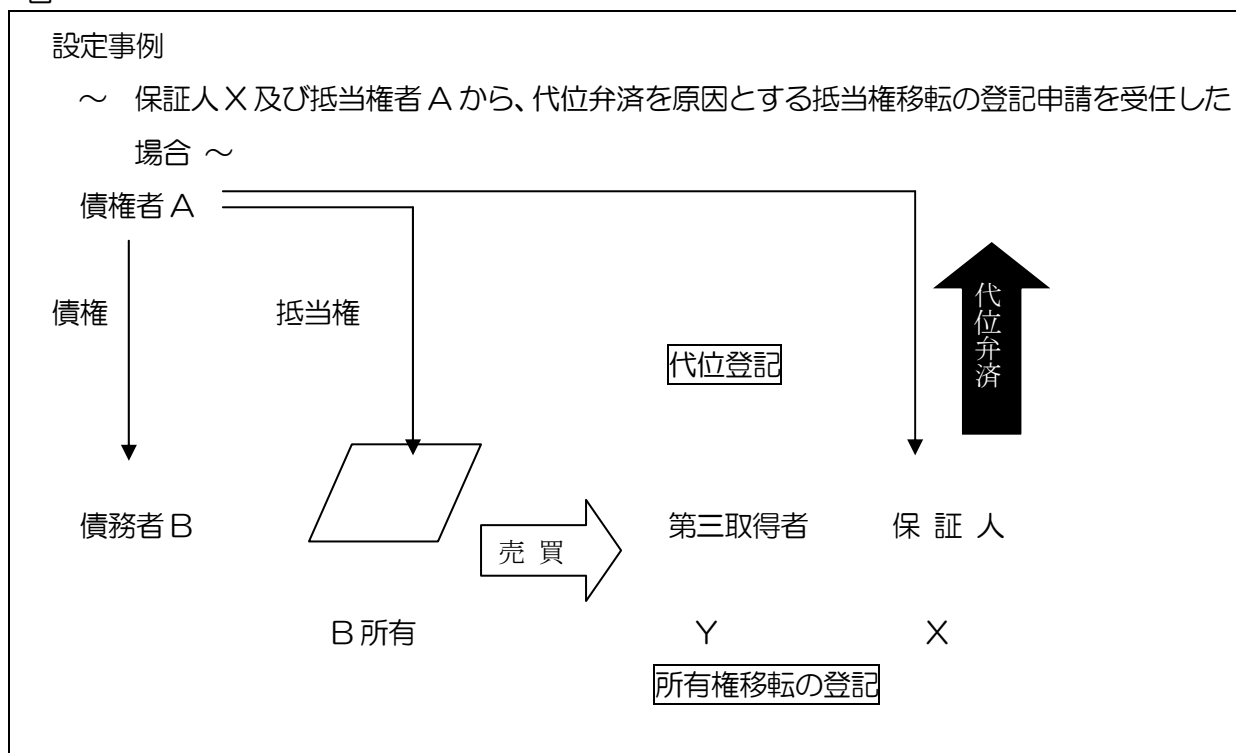 設定事例
～ 保証人X及び抵当権者Aから、代位弁済を原因とする抵当権移転の登記申請を受任した
場合 ～
債権者A
債権
抵当権
代位弁済
代位登記
債務者B
売買
第三取得者
保証人
B所有
Y
X
所有権移転の登記